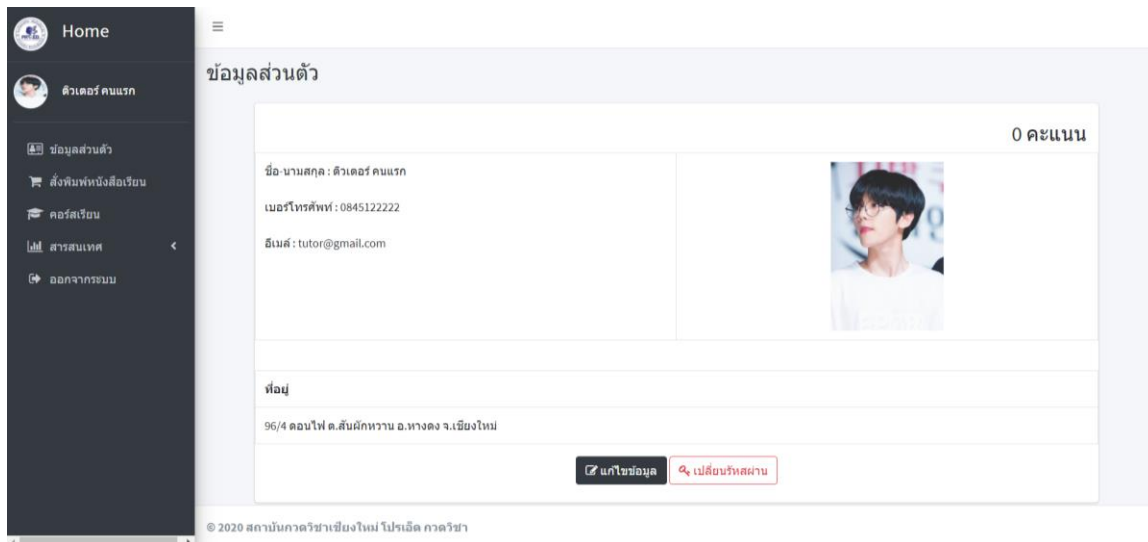 Home
ติวเตอร์ คนแรก
ข้อมูลส่วนตัว
สั่งพิมพ์หนังสือเรียน
คอร์สเรียน
สารสนเทศ
ออกจากระบบ
ข้อมูลส่วนตัว
0 คะแนน
ชื่อ-นามสกุล : ติวเตอร์ คนแรก
เบอร์โทรศัพท์ : 0845122222
อีเมล์ : tutor@gmail.com
ที่อยู่
96/4 ดอนไฟ ต.สันผักหวาน อ.หางดง จ.เชียงใหม่
แก้ไขข้อมูล
เปลี่ยนรหัสผ่าน
© 2020 สถาบันกวดวิชาเชียงใหม่ โปรเอ็ด กวดวิชา